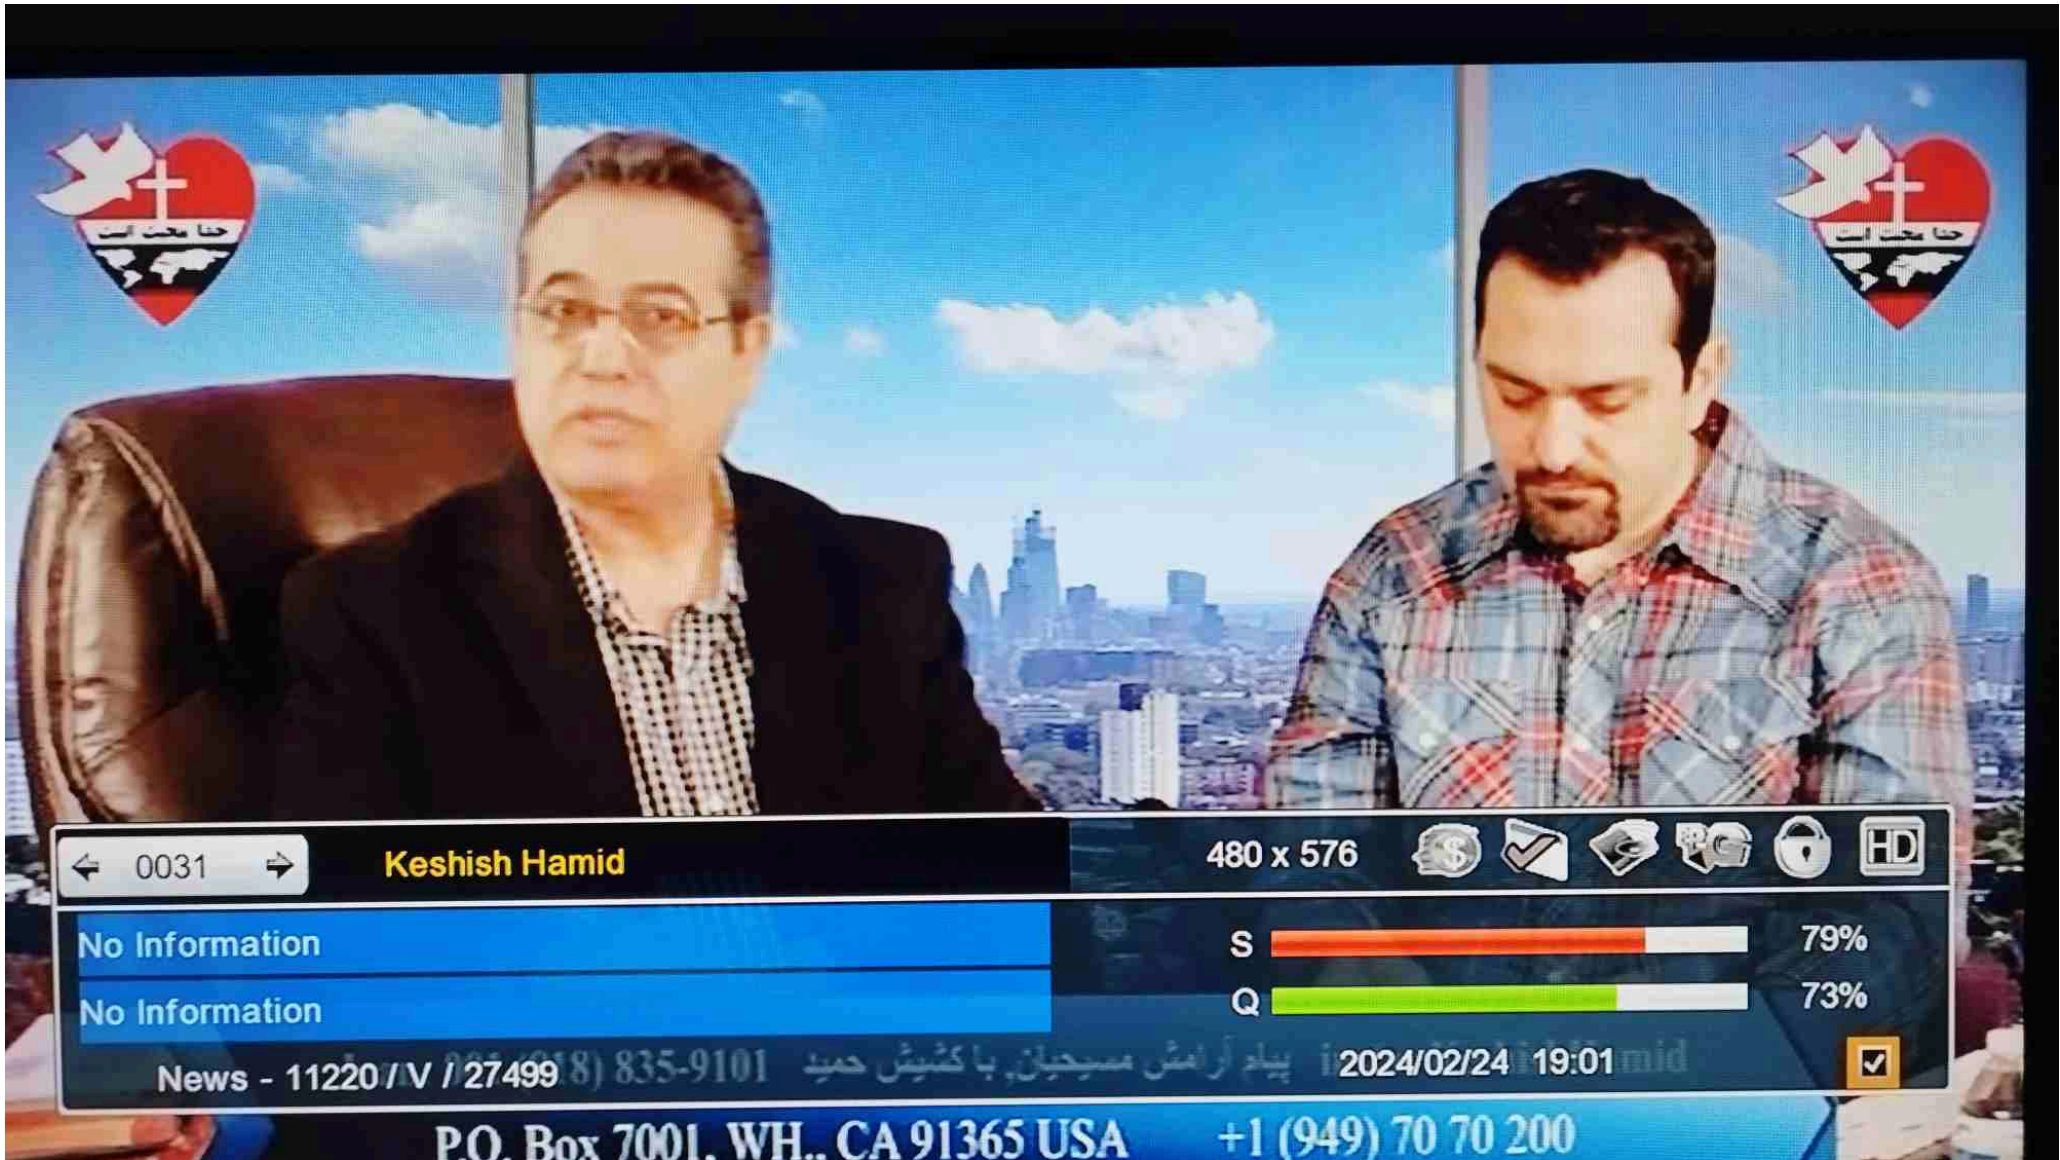 خدا محبت است
خدا محبت است
0031 Keshish Hamid 480 x 576 HD
No Information
S 79%
No Information
Q 73%
835-9101 پیام آرامش مسیحیان, با کشیش حمید
News - 11220 / V / 27499 2024/02/24 19:01
P.O. Box 7001, WH., CA 91365 USA +1 (949) 70 70 200